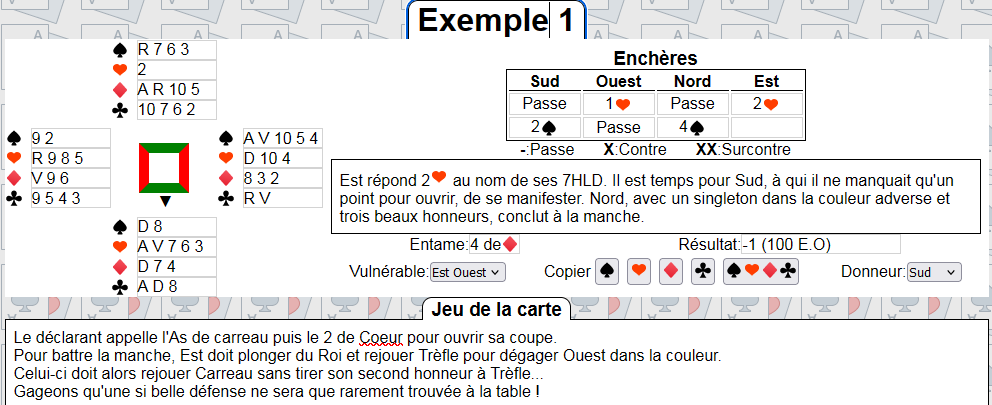 Exemple 1
♠ R 7 6 3
♥ 2
♦ A R 10 5
♣ 10 7 6 2
♠ 9 2
♥ R 9 8 5
♦ V 9 6
♣ 9 5 4 3
♠ A V 10 5 4
♥ D 10 4
♦ 8 3 2
♣ R V
♠ D 8
♥ A V 7 6 3
♦ D 7 4
♣ A D 8
Enchères
Sud Ouest Nord Est
Passe 1♥ Passe 2♥
2♠ Passe 4♠
-:Passe X:Contre XX:Surcontre
Est répond 2♥ au nom de ses 7HLD. Il est temps pour Sud, à qui il ne manquait qu'un
point pour ouvrir, de se manifester. Nord, avec un singleton dans la couleur adverse et
trois beaux honneurs, conclut à la manche.
Entame:4 de♦ Résultat:-1 (100 E.O)
Vulnérable:Est Ouest Copier ♠ ♥ ♦ ♣ ♠♥♦♣ Donneur:Sud
Jeu de la carte
Le déclarant appelle l'As de carreau puis le 2 de Coeur pour ouvrir sa coupe.
Pour battre la manche, Est doit plonger du Roi et rejouer Trèfle pour dégager Ouest dans la couleur.
Celui-ci doit alors rejouer Carreau sans tirer son second honneur à Trèfle...
Gageons qu'une si belle défense ne sera que rarement trouvée à la table !